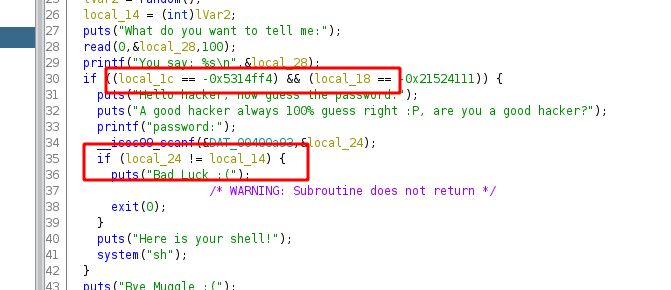 25 lVar2 = random();
26 local_14 = (int)lVar2;
27 puts("What do you want to tell me:");
28 read(0,&local_28,100);
29 printf("You say: %s\n",&local_28);
30 if ((local_1c == -0x5314ff4) && (local_18 == -0x21524111)) {
31 puts("Hello hacker, now guess the password:");
32 puts("A good hacker always 100% guess right :P, are you a good hacker?");
33 printf("password:");
34 __isoc99_scanf(&DAT_00400a93,&local_24);
35 if (local_24 != local_14) {
36 puts("Bad Luck :(");
37 /* WARNING: Subroutine does not return */
38 exit(0);
39 }
40 puts("Here is your shell!");
41 system("sh");
42 }
43 puts("Bye Muggle :(");